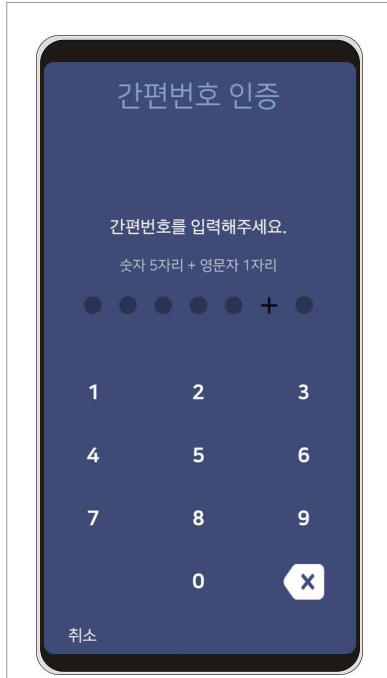 간편번호 인증
간편번호를 입력해주세요.
숫자 5자리 + 영문자 1자리
+
1 2 3
4 5 6
7 8 9
0 X
취소